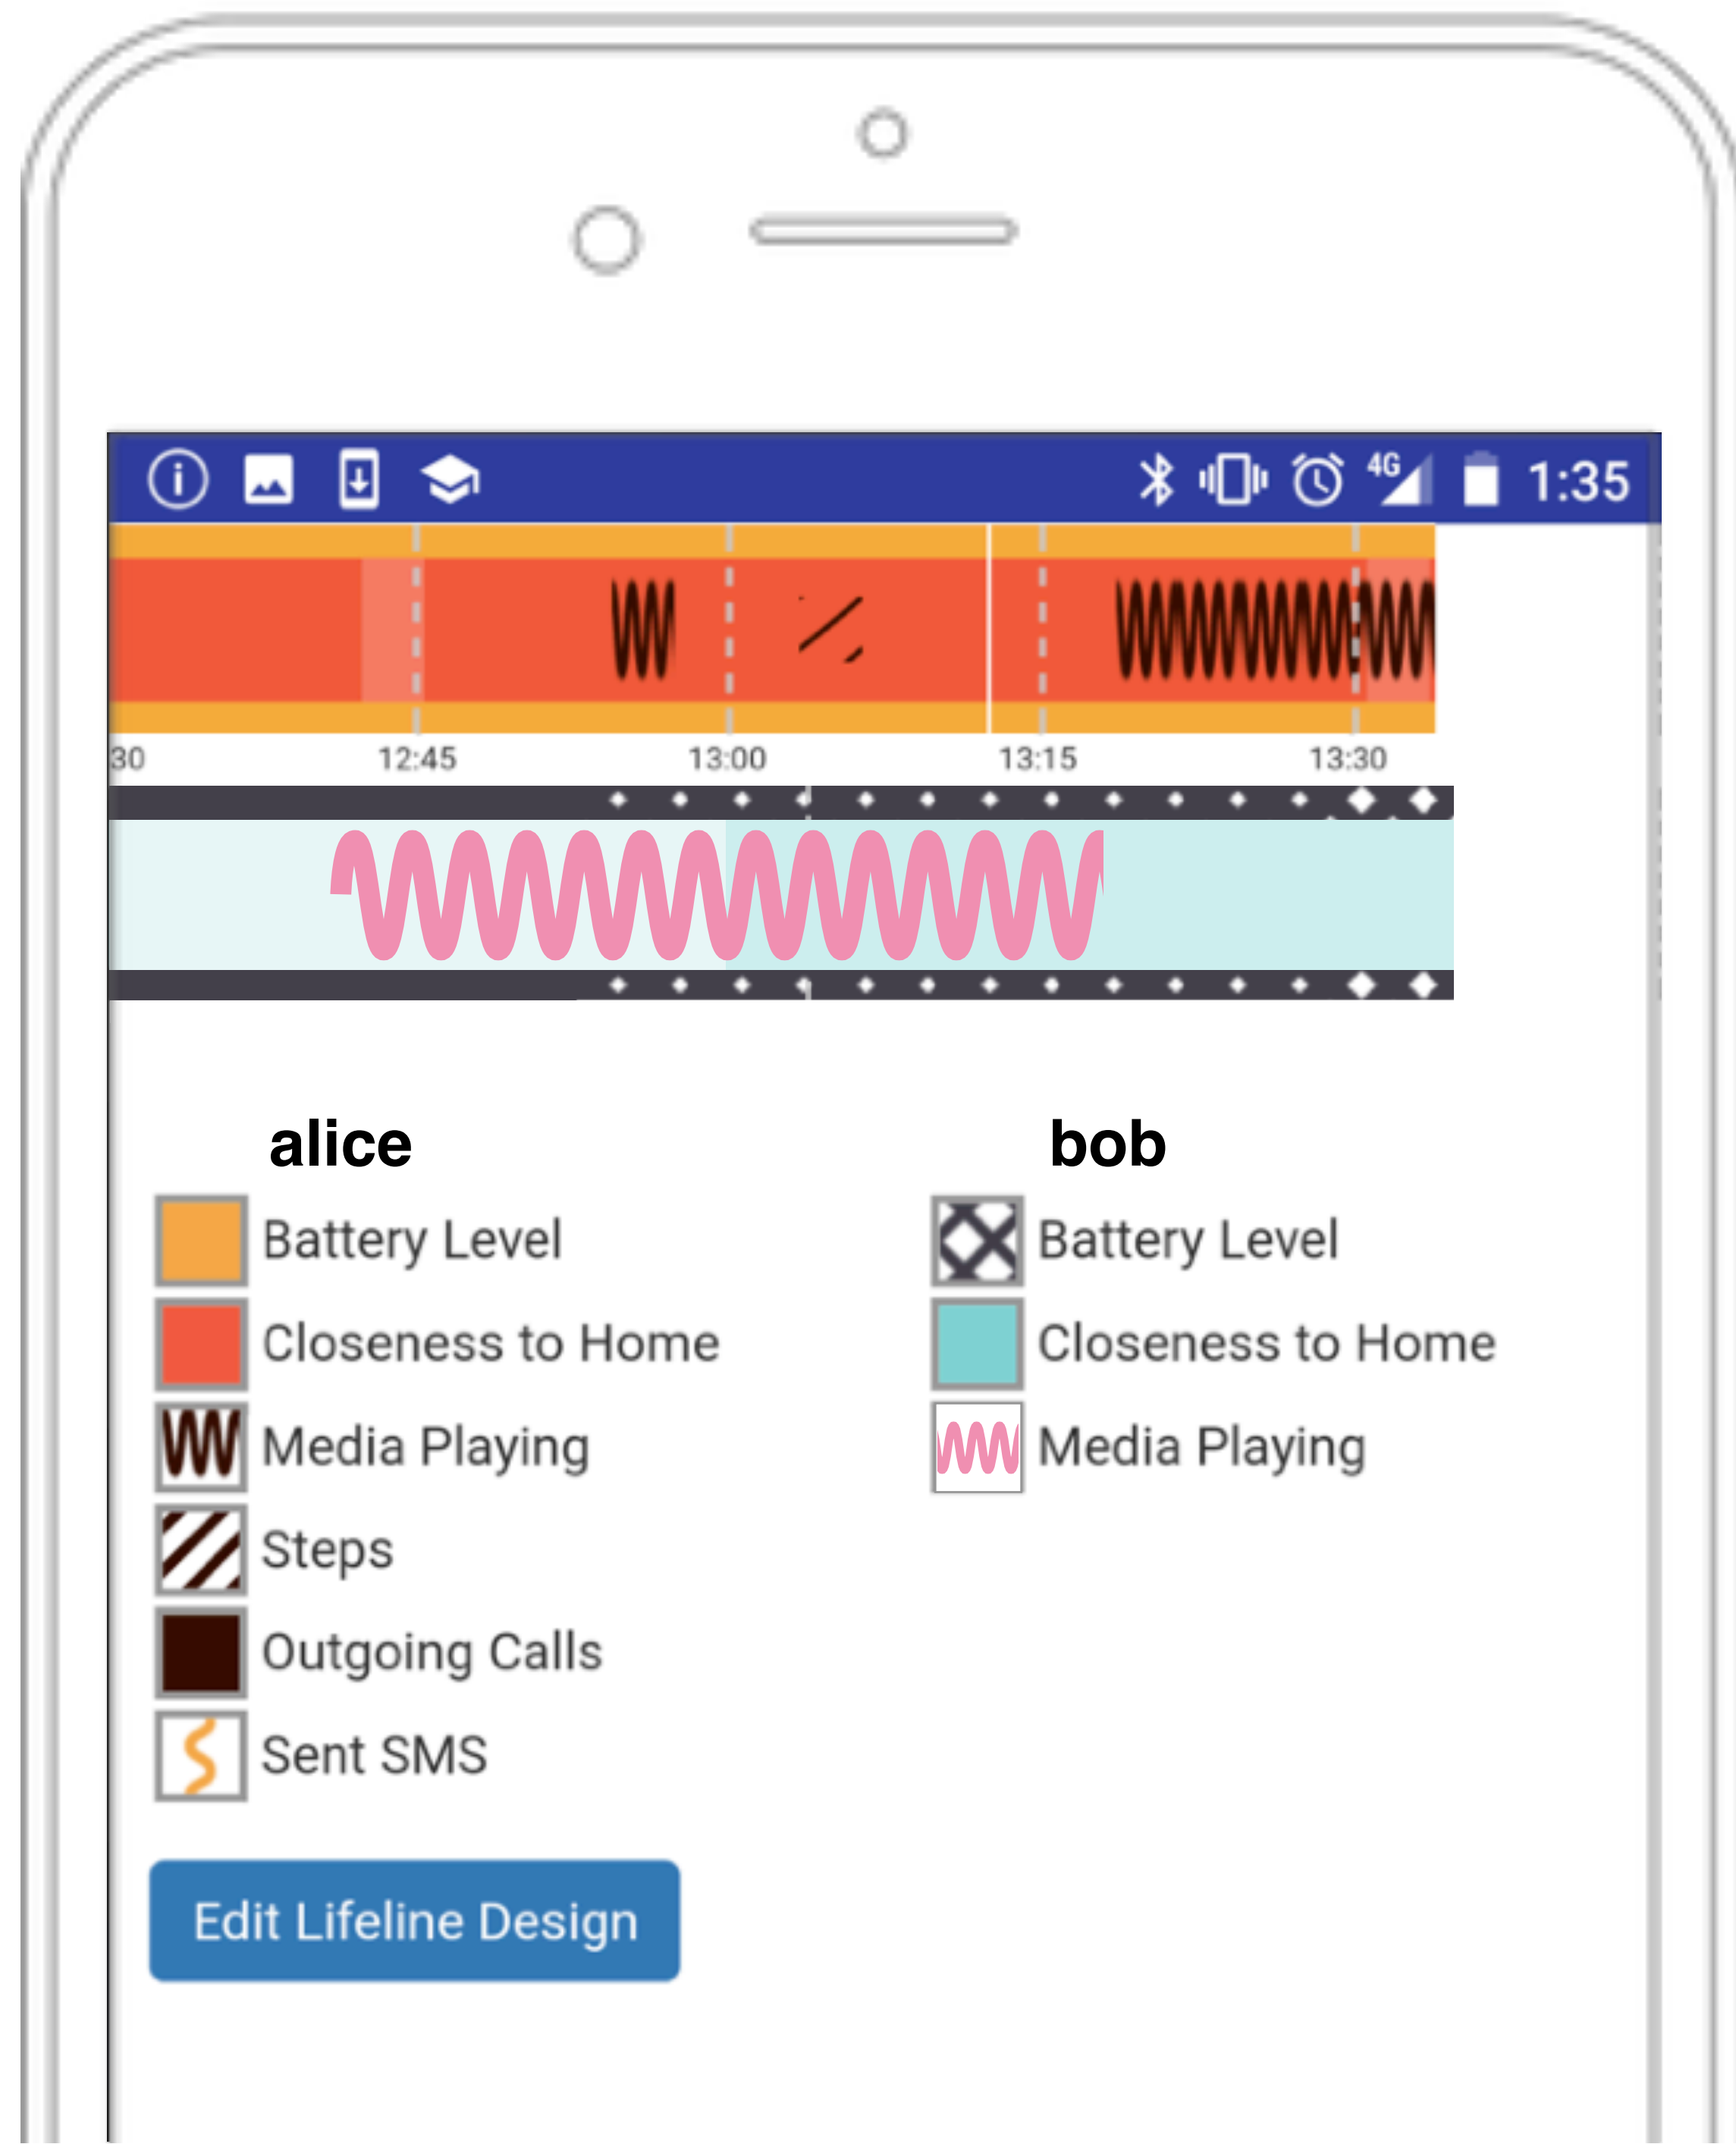 4G 1:35
30 12:45 13:00 13:15 13:30
alice bob
Battery Level Battery Level
Closeness to Home Closeness to Home
Media Playing Media Playing
Steps
Outgoing Calls
Sent SMS
Edit Lifeline Design